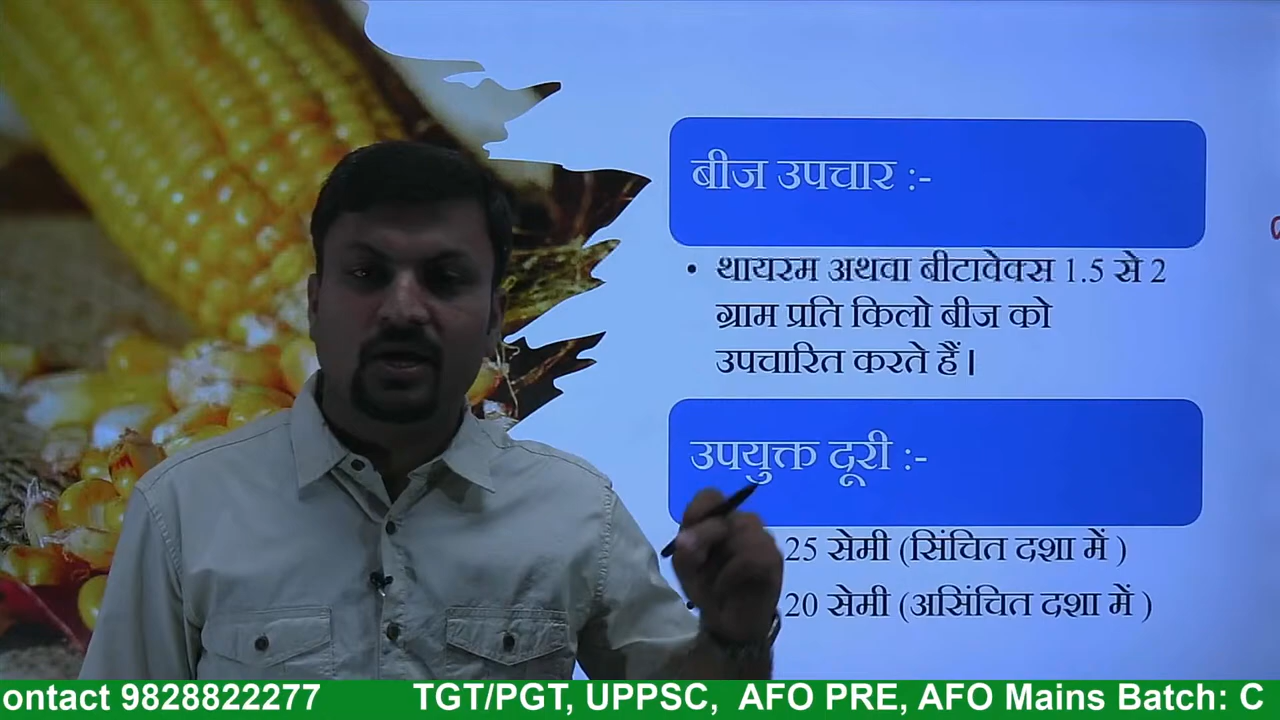 बीज उपचार :-
• थायरम अथवा बीटावेक्स 1.5 से 2
ग्राम प्रति किलो बीज को
उपचारित करते हैं।
उपयुक्त दूरी :-
25 सेमी (सिंचित दशा में )
20 सेमी (असिंचित दशा में )
ontact 9828822277 TGT/PGT, UPPSC, AFO PRE, AFO Mains Batch: C